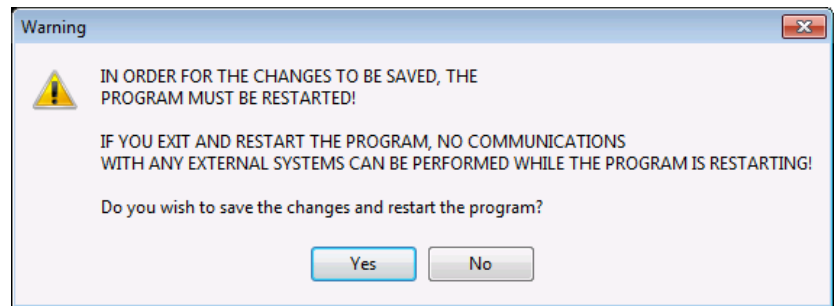 Warning
IN ORDER FOR THE CHANGES TO BE SAVED, THE
PROGRAM MUST BE RESTARTED!
IF YOU EXIT AND RESTART THE PROGRAM, NO COMMUNICATIONS
WITH ANY EXTERNAL SYSTEMS CAN BE PERFORMED WHILE THE PROGRAM IS RESTARTING!
Do you wish to save the changes and restart the program?
Yes No